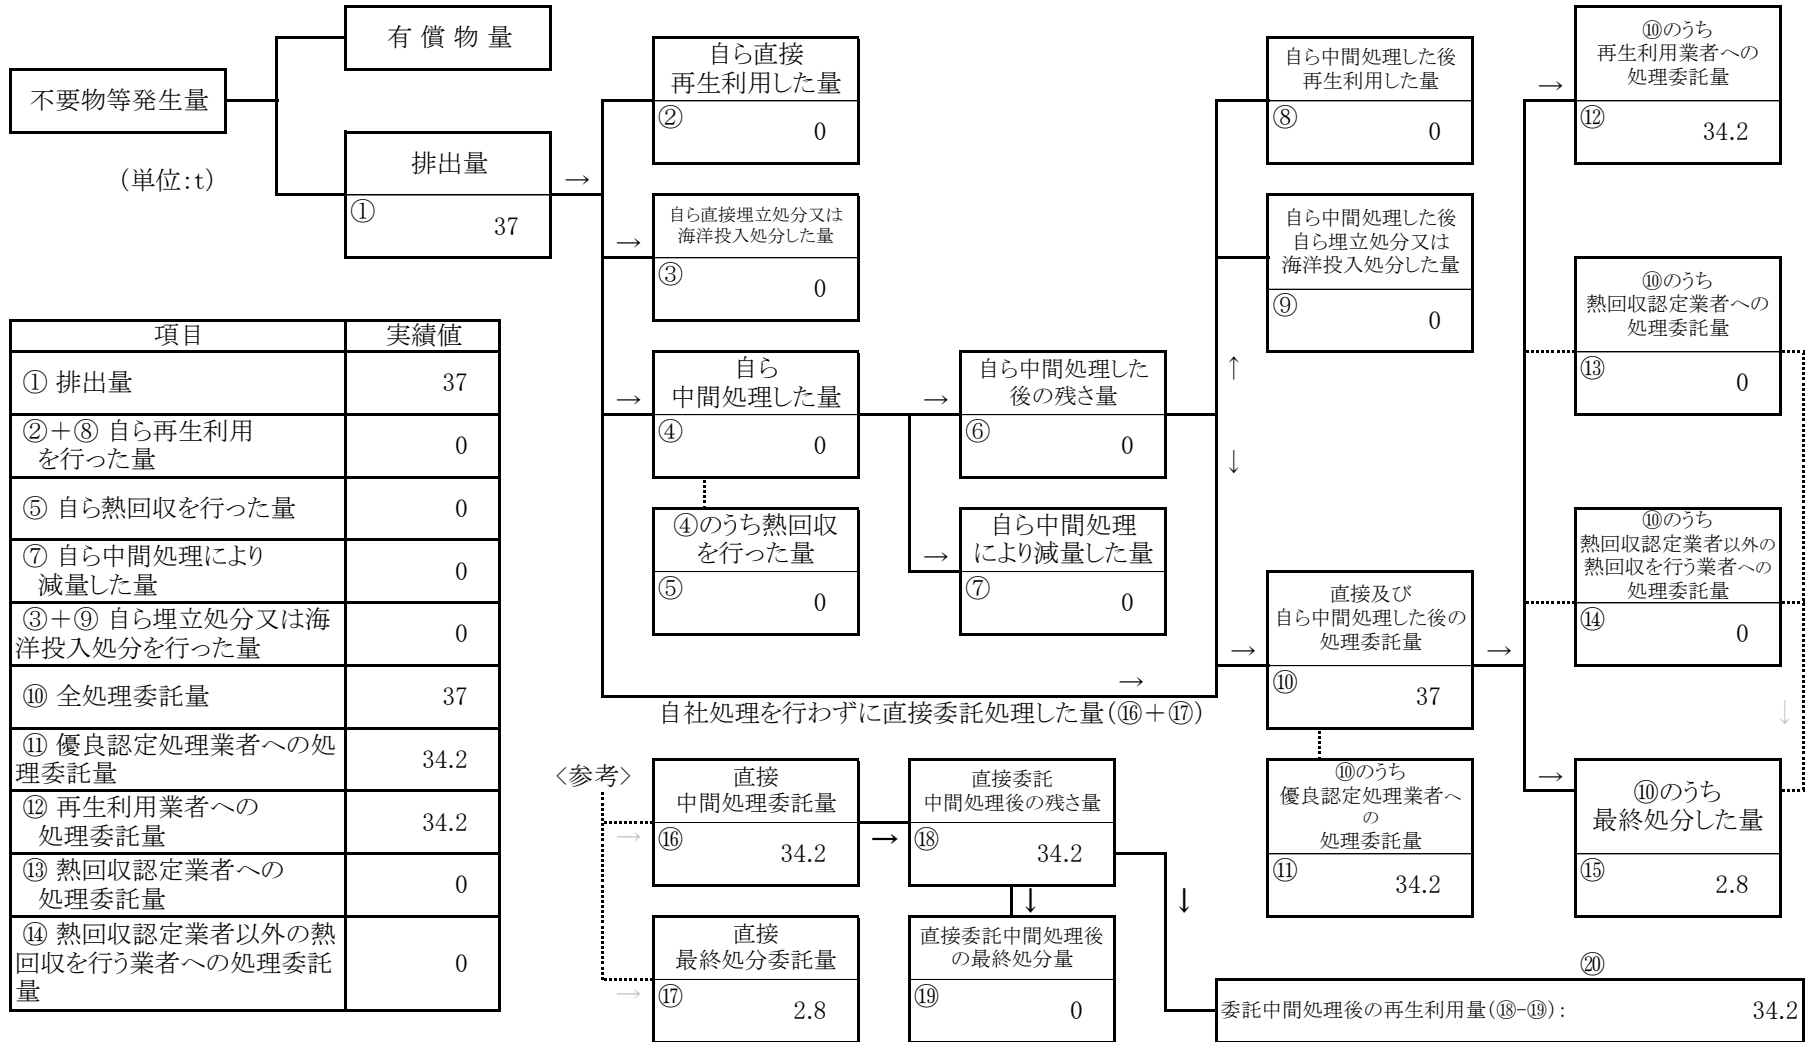 有 償 物 量
不要物等発生量
(単位:t)
排出量
①
37
→
自ら直接
再生利用した量
②
0
→
自ら直接埋立処分又は
海洋投入処分した量
③
0
→
自ら
中間処理した量
④
0
④のうち熱回収
を行った量
⑤
0
→
自ら中間処理した
後の残さ量
⑥
0
→
自ら中間処理
により減量した量
⑦
0
自ら中間処理した後
再生利用した量
⑧
0
自ら中間処理した後
自ら埋立処分又は
海洋投入処分した量
⑨
0
↑
↓
→
自社処理を行わずに直接委託処理した量(⑯+⑰)
→
直接及び
自ら中間処理した後の
処理委託量
⑩
37
⑩のうち
優良認定処理業者へ
の
処理委託量
⑪
34.2
→
→
⑩のうち
再生利用業者への
処理委託量
⑫
34.2
⑩のうち
熱回収認定業者への
処理委託量
⑬
0
⑩のうち
熱回収認定業者以外の
熱回収を行う業者への
処理委託量
⑭
0
↓
→
⑩のうち
最終処分した量
⑮
2.8
項目 実績値
① 排出量 37
②+⑧ 自ら再生利用
を行った量 0
⑤ 自ら熱回収を行った量 0
⑦ 自ら中間処理により
減量した量 0
③+⑨ 自ら埋立処分又は海
洋投入処分を行った量 0
⑩ 全処理委託量 37
⑪ 優良認定処理業者への処
理委託量 34.2
⑫ 再生利用業者への
処理委託量 34.2
⑬ 熱回収認定業者への
処理委託量 0
⑭ 熱回収認定業者以外の熱
回収を行う業者への処理委託
量 0
〈参考〉
→
直接
中間処理委託量
⑯
34.2
→
直接委託
中間処理後の残さ量
⑱
34.2
↓
↓
→
直接
最終処分委託量
⑰
2.8
直接委託中間処理後
の最終処分量
⑲
0
⑳
委託中間処理後の再生利用量(⑱-⑲): 34.2